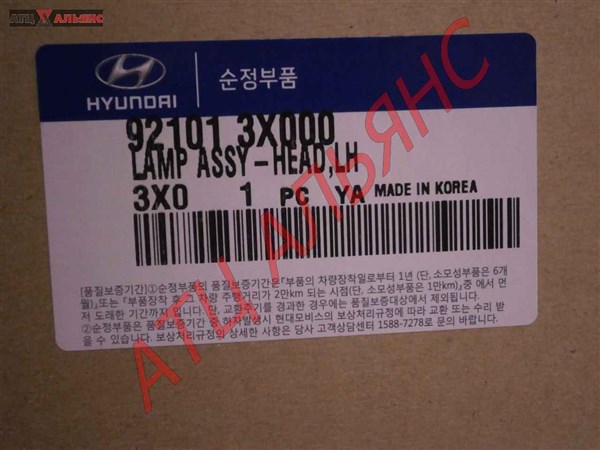 АТЦ АЛЬЯНС
HYUNDAI
순정부품
92101 3X000
LAMP ASSY-HEAD,LH
3X0 1 PC YA MADE IN KOREA
[품질보증기간]①순정부품의 품질보증기간은「부품의 차량장착일로부터 1년 (단, 소모성부품은 6개
월)」또는「부품장착 후 차량 주행거리가 2만km 되는 시점(단, 소모성부품은 1만km)」중 에서 먼
저 도래한 기간까지 입니다. 단, 교환주기를 경과한 경우에는 품질보증대상에서 제외됩니다.
②순정부품은 품질보증기간 중 하자발생시 현대모비스의 보상처리규정에 따라 교환 또는 수리 받
을 수 있습니다. 보상처리규정의 상세한 사항은 당사 고객상담센터 1588-7278로 문의 바랍니다.
АТЦ АЛЬЯНС